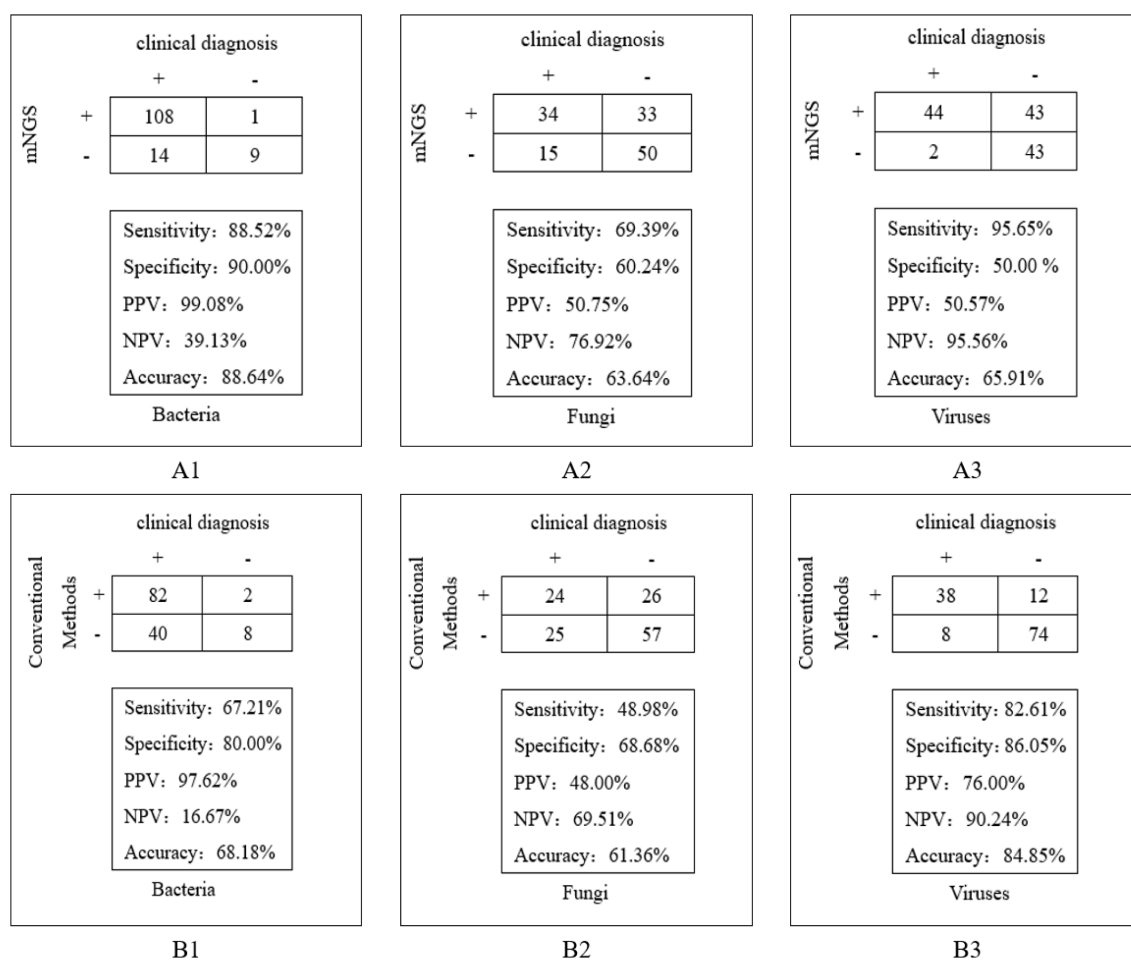 clinical diagnosis
+ -
mNGS
+ 108 1
- 14 9
Sensitivity：88.52%
Specificity：90.00%
PPV：99.08%
NPV：39.13%
Accuracy：88.64%
Bacteria
A1
clinical diagnosis
+ -
mNGS
+ 34 33
- 15 50
Sensitivity：69.39%
Specificity：60.24%
PPV：50.75%
NPV：76.92%
Accuracy：63.64%
Fungi
A2
clinical diagnosis
+ -
mNGS
+ 44 43
- 2 43
Sensitivity：95.65%
Specificity：50.00 %
PPV：50.57%
NPV：95.56%
Accuracy：65.91%
Viruses
A3
clinical diagnosis
+ -
Conventional
Methods
+ 82 2
- 40 8
Sensitivity：67.21%
Specificity：80.00%
PPV：97.62%
NPV：16.67%
Accuracy：68.18%
Bacteria
B1
clinical diagnosis
+ -
Conventional
Methods
+ 24 26
- 25 57
Sensitivity：48.98%
Specificity：68.68%
PPV：48.00%
NPV：69.51%
Accuracy：61.36%
Fungi
B2
clinical diagnosis
+ -
Conventional
Methods
+ 38 12
- 8 74
Sensitivity：82.61%
Specificity：86.05%
PPV：76.00%
NPV：90.24%
Accuracy：84.85%
Viruses
B3